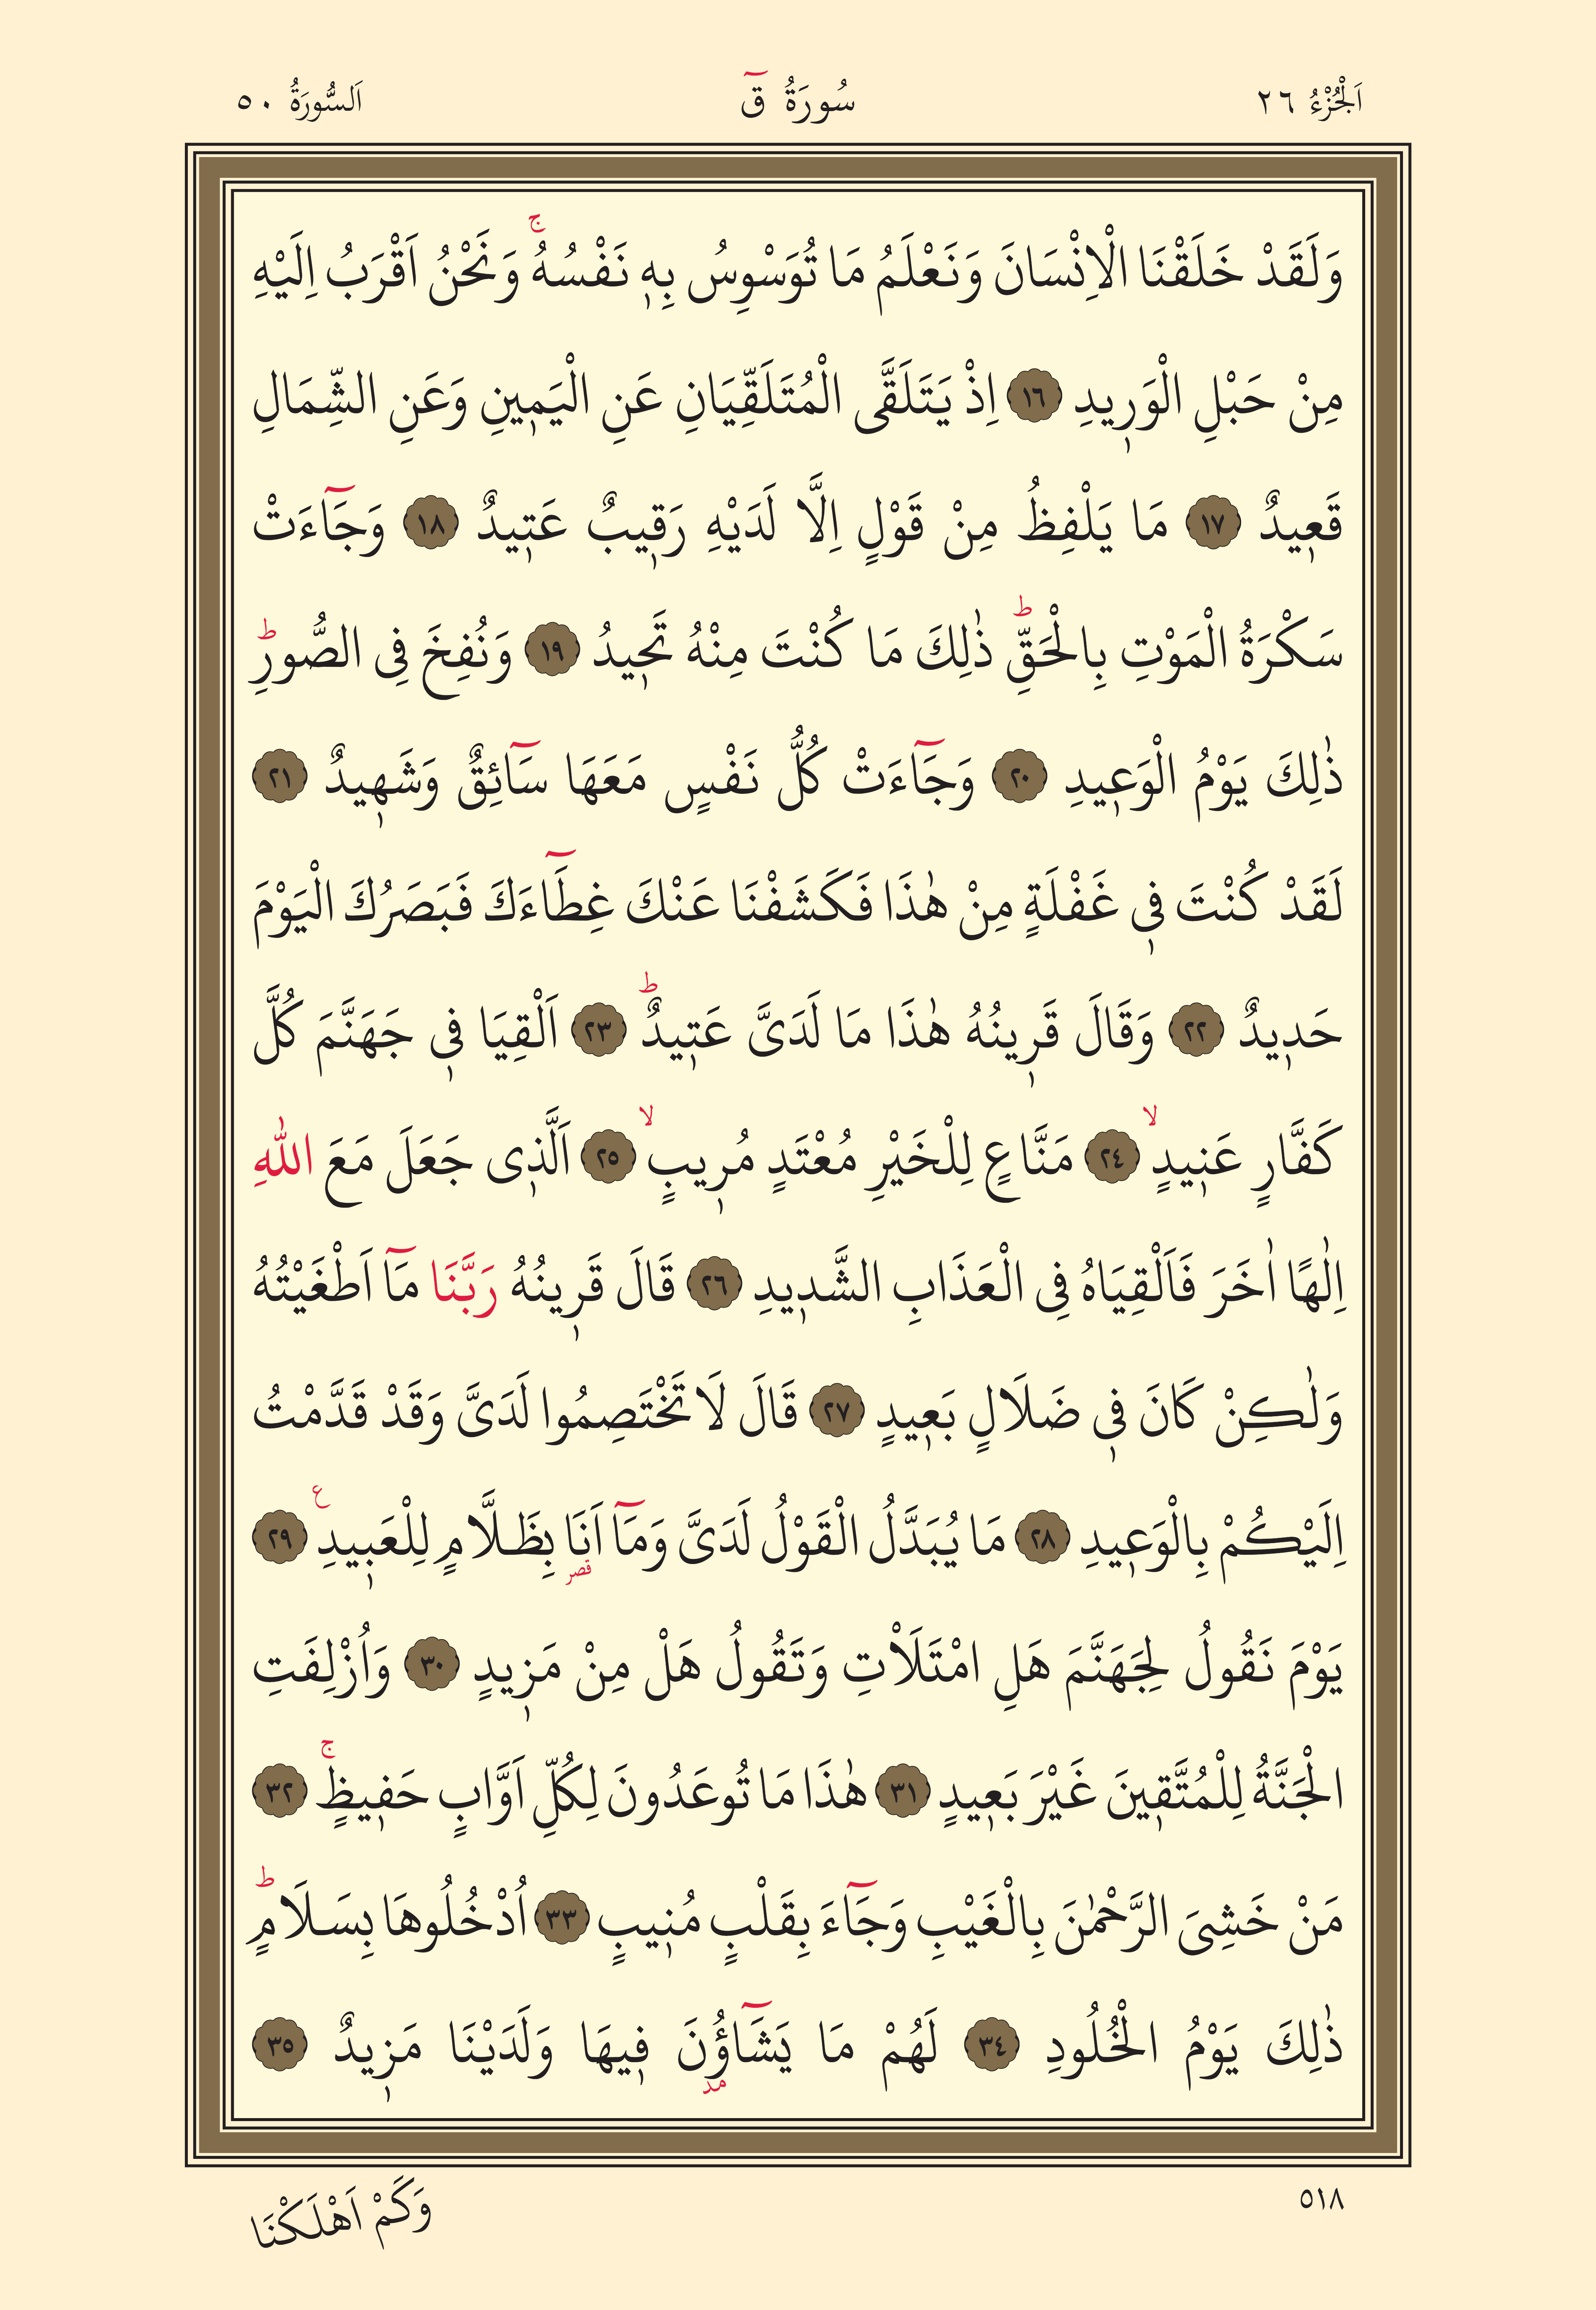 اَلْجُزْءُ ٢٦ سُورَةُ قٓ اَلسُّورَةُ ٥٠
وَلَقَدْ خَلَقْنَا الْاِنْسَانَ وَنَعْلَمُ مَا تُوَسْوِسُ بِهٖ نَفْسُهُۚ وَنَحْنُ اَقْرَبُ اِلَيْهِ
مِنْ حَبْلِ الْوَرٖيدِ ١٦ اِذْ يَتَلَقَّى الْمُتَلَقِّيَانِ عَنِ الْيَمٖينِ وَعَنِ الشِّمَالِ
قَعٖيدٌ ١٧ مَا يَلْفِظُ مِنْ قَوْلٍ اِلَّا لَدَيْهِ رَقٖيبٌ عَتٖيدٌ ١٨ وَجَٓاءَتْ
سَكْرَةُ الْمَوْتِ بِالْحَقِّؕ ذٰلِكَ مَا كُنْتَ مِنْهُ تَحٖيدُ ١٩ وَنُفِخَ فِى الصُّورِؕ
ذٰلِكَ يَوْمُ الْوَعٖيدِ ٢٠ وَجَٓاءَتْ كُلُّ نَفْسٍ مَعَهَا سَٓائِقٌ وَشَهٖيدٌ ٢١
لَقَدْ كُنْتَ فٖى غَفْلَةٍ مِنْ هٰذَا فَكَشَفْنَا عَنْكَ غِطَٓاءَكَ فَبَصَرُكَ الْيَوْمَ
حَدٖيدٌ ٢٢ وَقَالَ قَرٖينُهُ هٰذَا مَا لَدَىَّ عَتٖيدٌؕ ٢٣ اَلْقِيَا فٖى جَهَنَّمَ كُلَّ
كَفَّارٍ عَنٖيدٍۙ ٢٤ مَنَّاعٍ لِلْخَيْرِ مُعْتَدٍ مُرٖيبٍۙ ٢٥ اَلَّذٖى جَعَلَ مَعَ اللّٰهِ
اِلٰهًا اٰخَرَ فَاَلْقِيَاهُ فِى الْعَذَابِ الشَّدٖيدِ ٢٦ قَالَ قَرٖينُهُ رَبَّنَا مَٓا اَطْغَيْتُهُ
وَلٰكِنْ كَانَ فٖى ضَلَالٍ بَعٖيدٍ ٢٧ قَالَ لَا تَخْتَصِمُوا لَدَىَّ وَقَدْ قَدَّمْتُ
اِلَيْكُمْ بِالْوَعٖيدِ ٢٨ مَا يُبَدَّلُ الْقَوْلُ لَدَىَّ وَمَٓا اَنَا قصر بِظَلَّامٍ لِلْعَبٖيدِ ع ٢٩
يَوْمَ نَقُولُ لِجَهَنَّمَ هَلِ امْتَلَاْتِ وَتَقُولُ هَلْ مِنْ مَزٖيدٍ ٣٠ وَاُزْلِفَتِ
الْجَنَّةُ لِلْمُتَّقٖينَ غَيْرَ بَعٖيدٍ ٣١ هٰذَا مَا تُوعَدُونَ لِكُلِّ اَوَّابٍ حَفٖيظٍۚ ٣٢
مَنْ خَشِىَ الرَّحْمٰنَ بِالْغَيْبِ وَجَٓاءَ بِقَلْبٍ مُنٖيبٍ ٣٣ اُدْخُلُوهَا بِسَلَامٍؕ
ذٰلِكَ يَوْمُ الْخُلُودِ ٣٤ لَهُمْ مَا يَشَٓاؤُنَ مد فٖيهَا وَلَدَيْنَا مَزٖيدٌ ٣٥
٥١٨ وَكَمْ اَهْلَكْنَا